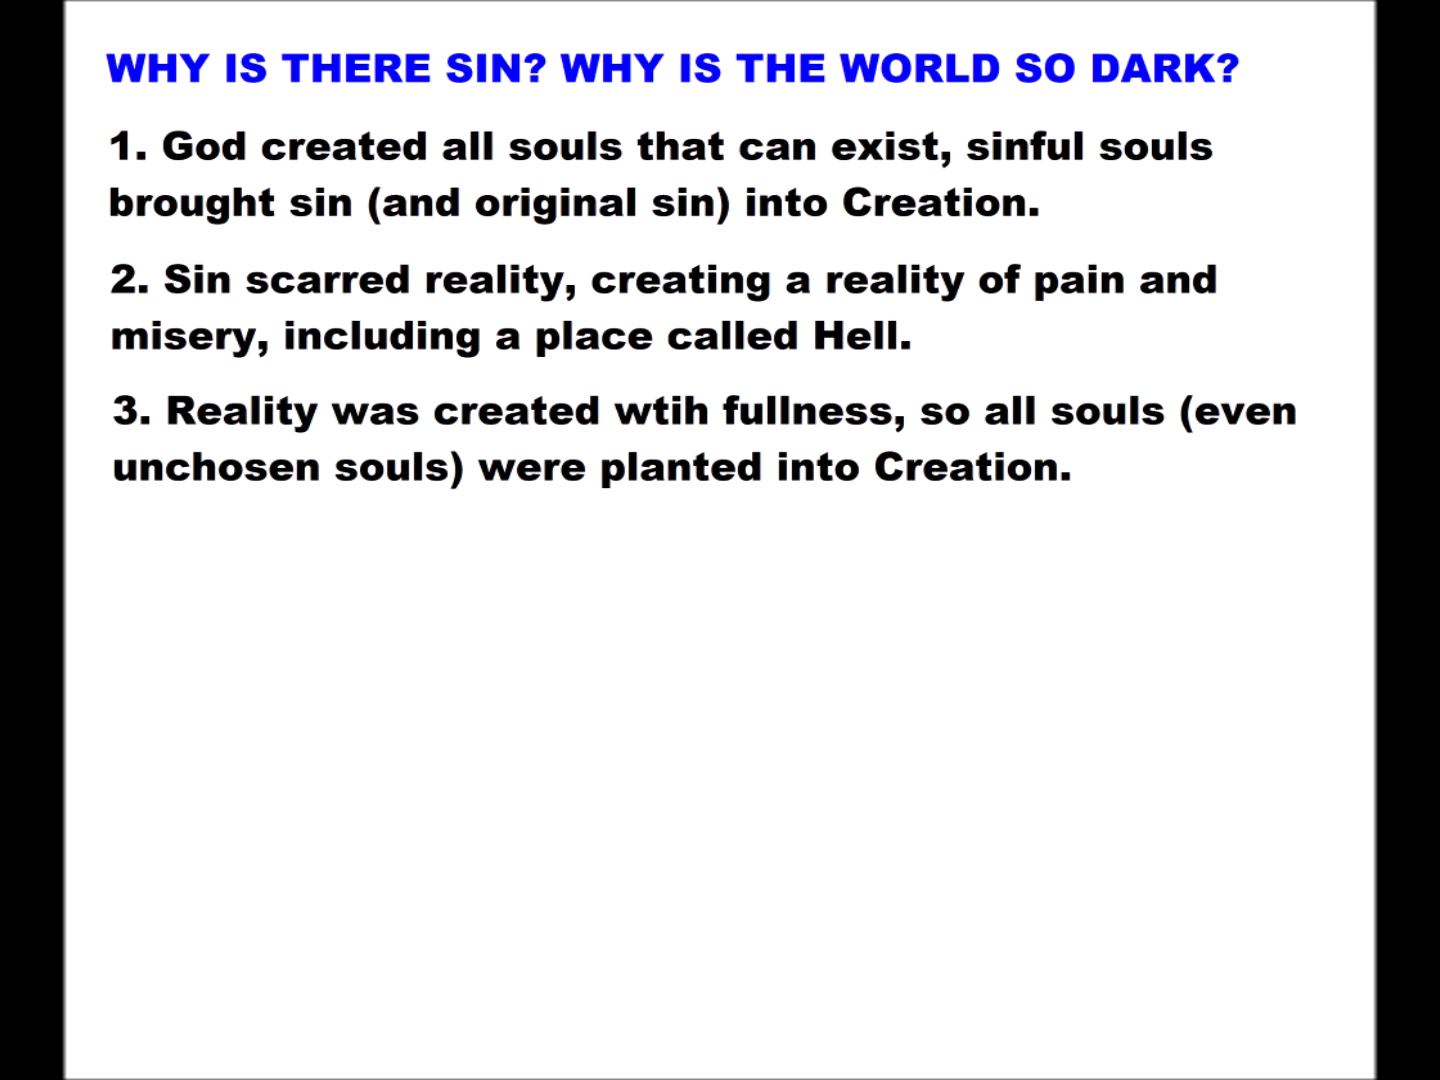 WHY IS THERE SIN? WHY IS THE WORLD SO DARK?
1. God created all souls that can exist, sinful souls
brought sin (and original sin) into Creation.
2. Sin scarred reality, creating a reality of pain and
misery, including a place called Hell.
3. Reality was created wtih fullness, so all souls (even
unchosen souls) were planted into Creation.